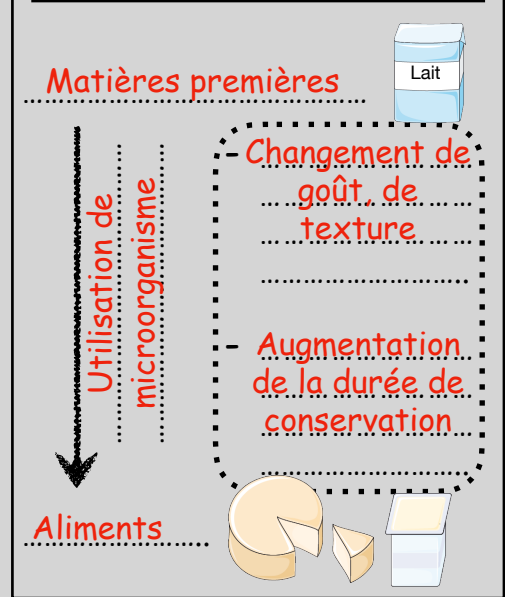 Lait
Matières premières
Utilisation de
microorganisme
- Changement de
goût, de
texture
- Augmentation
de la durée de
conservation
Aliments